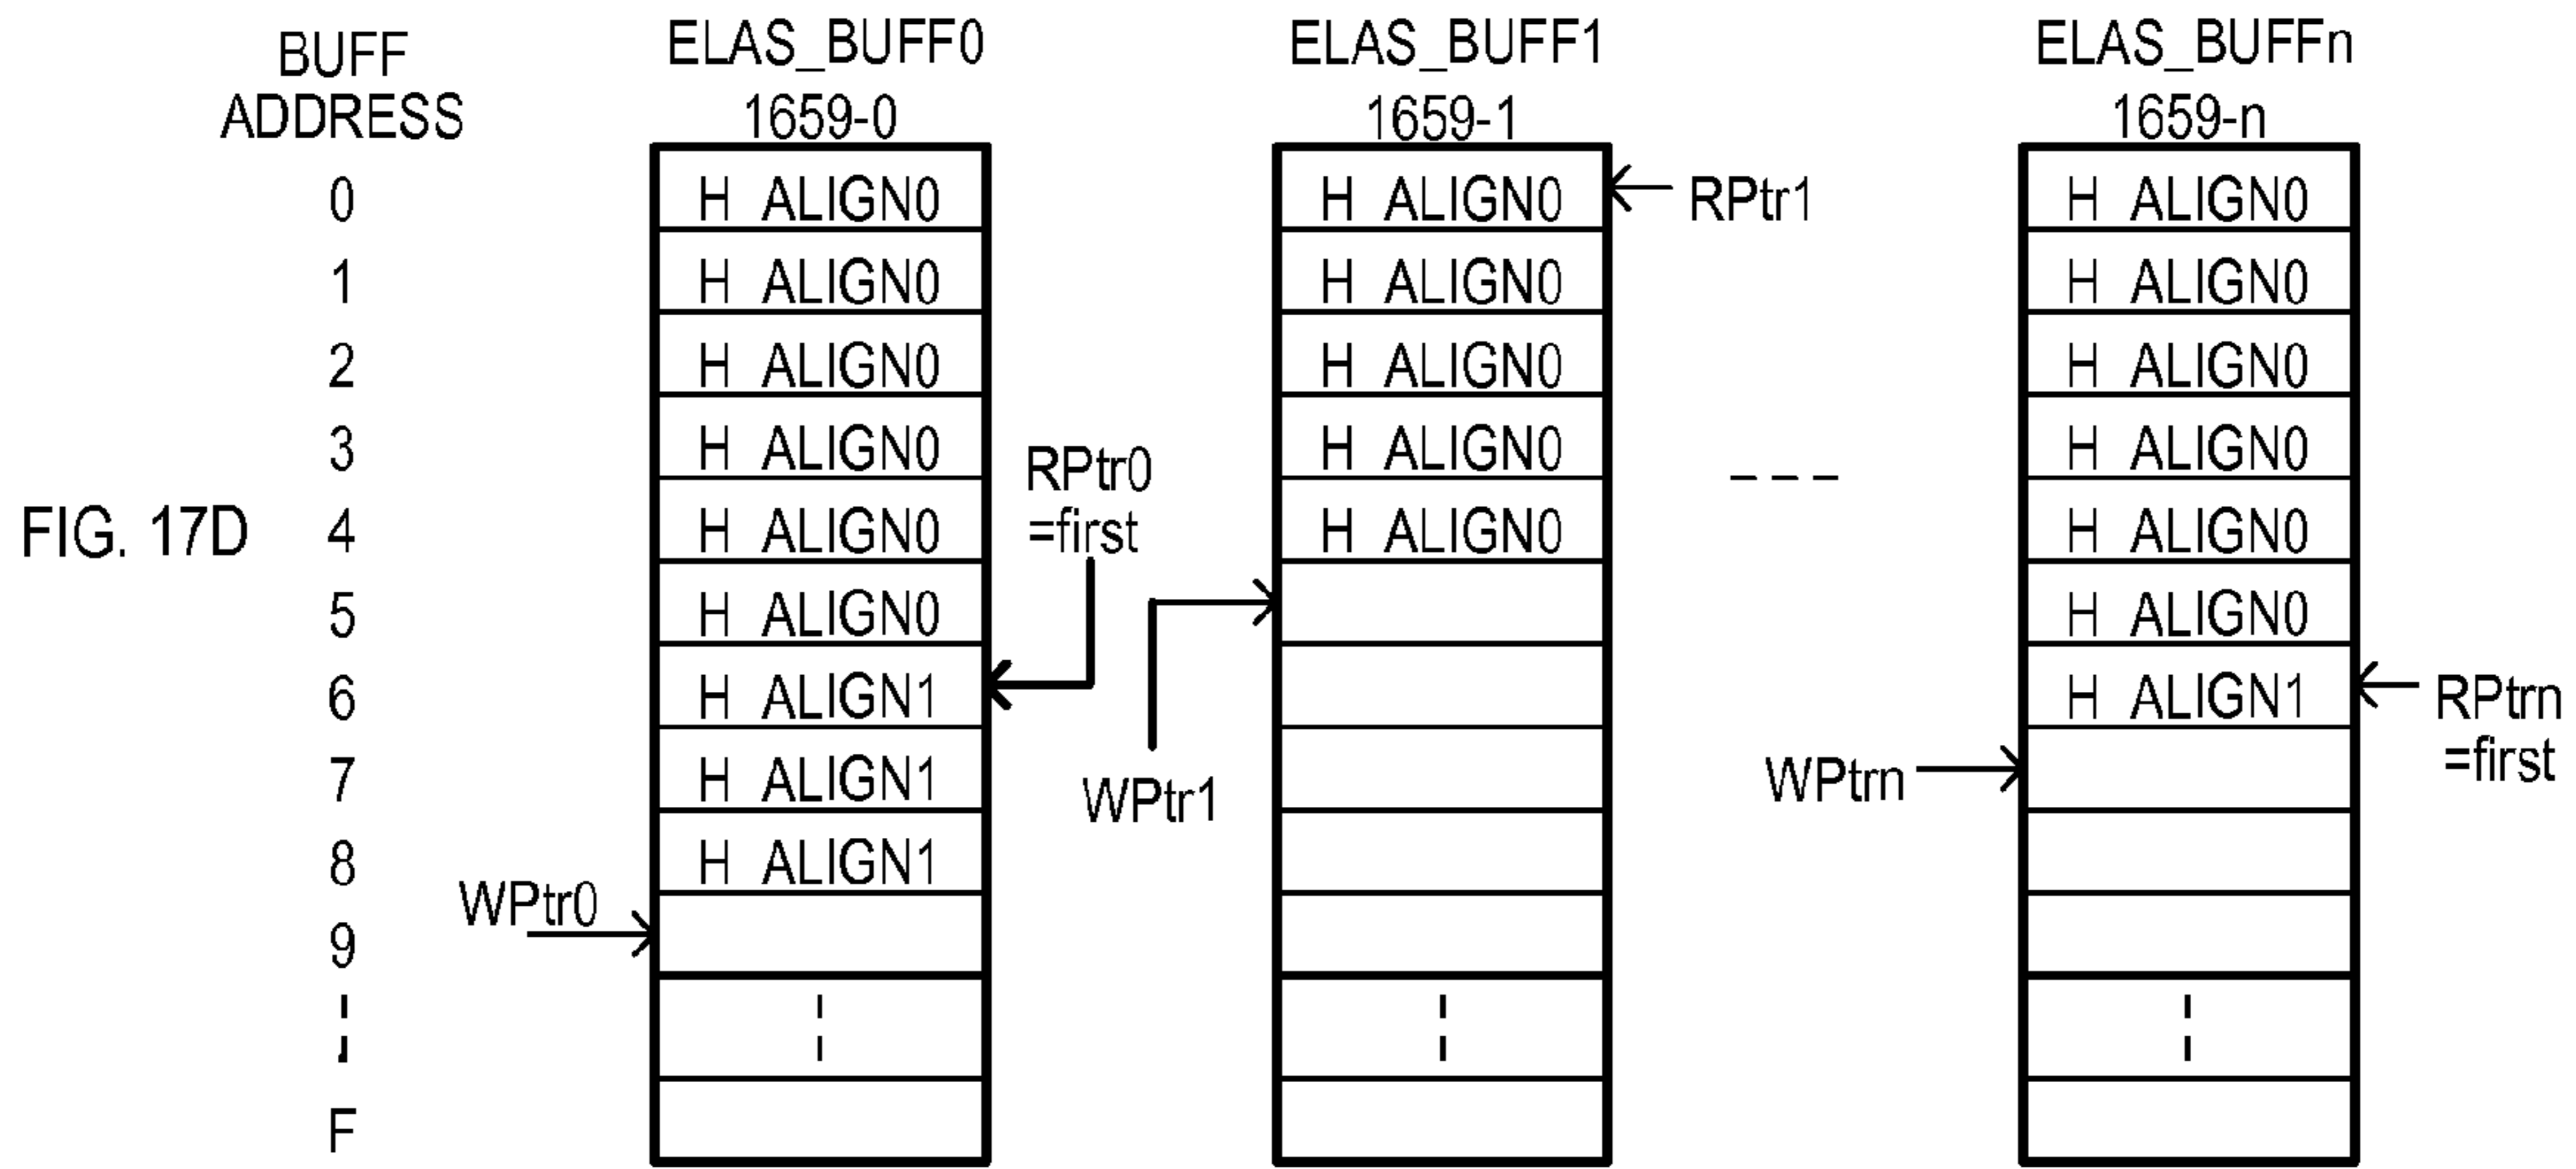 BUFF
ADDRESS
ELAS_BUFF0
1659-0
ELAS_BUFF1
1659-1
ELAS_BUFFn
1659-n
0 H ALIGN0 H ALIGN0 RPtr1 H ALIGN0
1 H ALIGN0 H ALIGN0 H ALIGN0
2 H ALIGN0 H ALIGN0 H ALIGN0
3 H ALIGN0 H ALIGN0 H ALIGN0
RPtr0
=first
FIG. 17D
4 H ALIGN0 H ALIGN0 H ALIGN0
5 H ALIGN0 H ALIGN0
6 H ALIGN1 H ALIGN1 RPtrn
=first
7 H ALIGN1
WPtr1
WPtrn
8 H ALIGN1
WPtr0
9
F